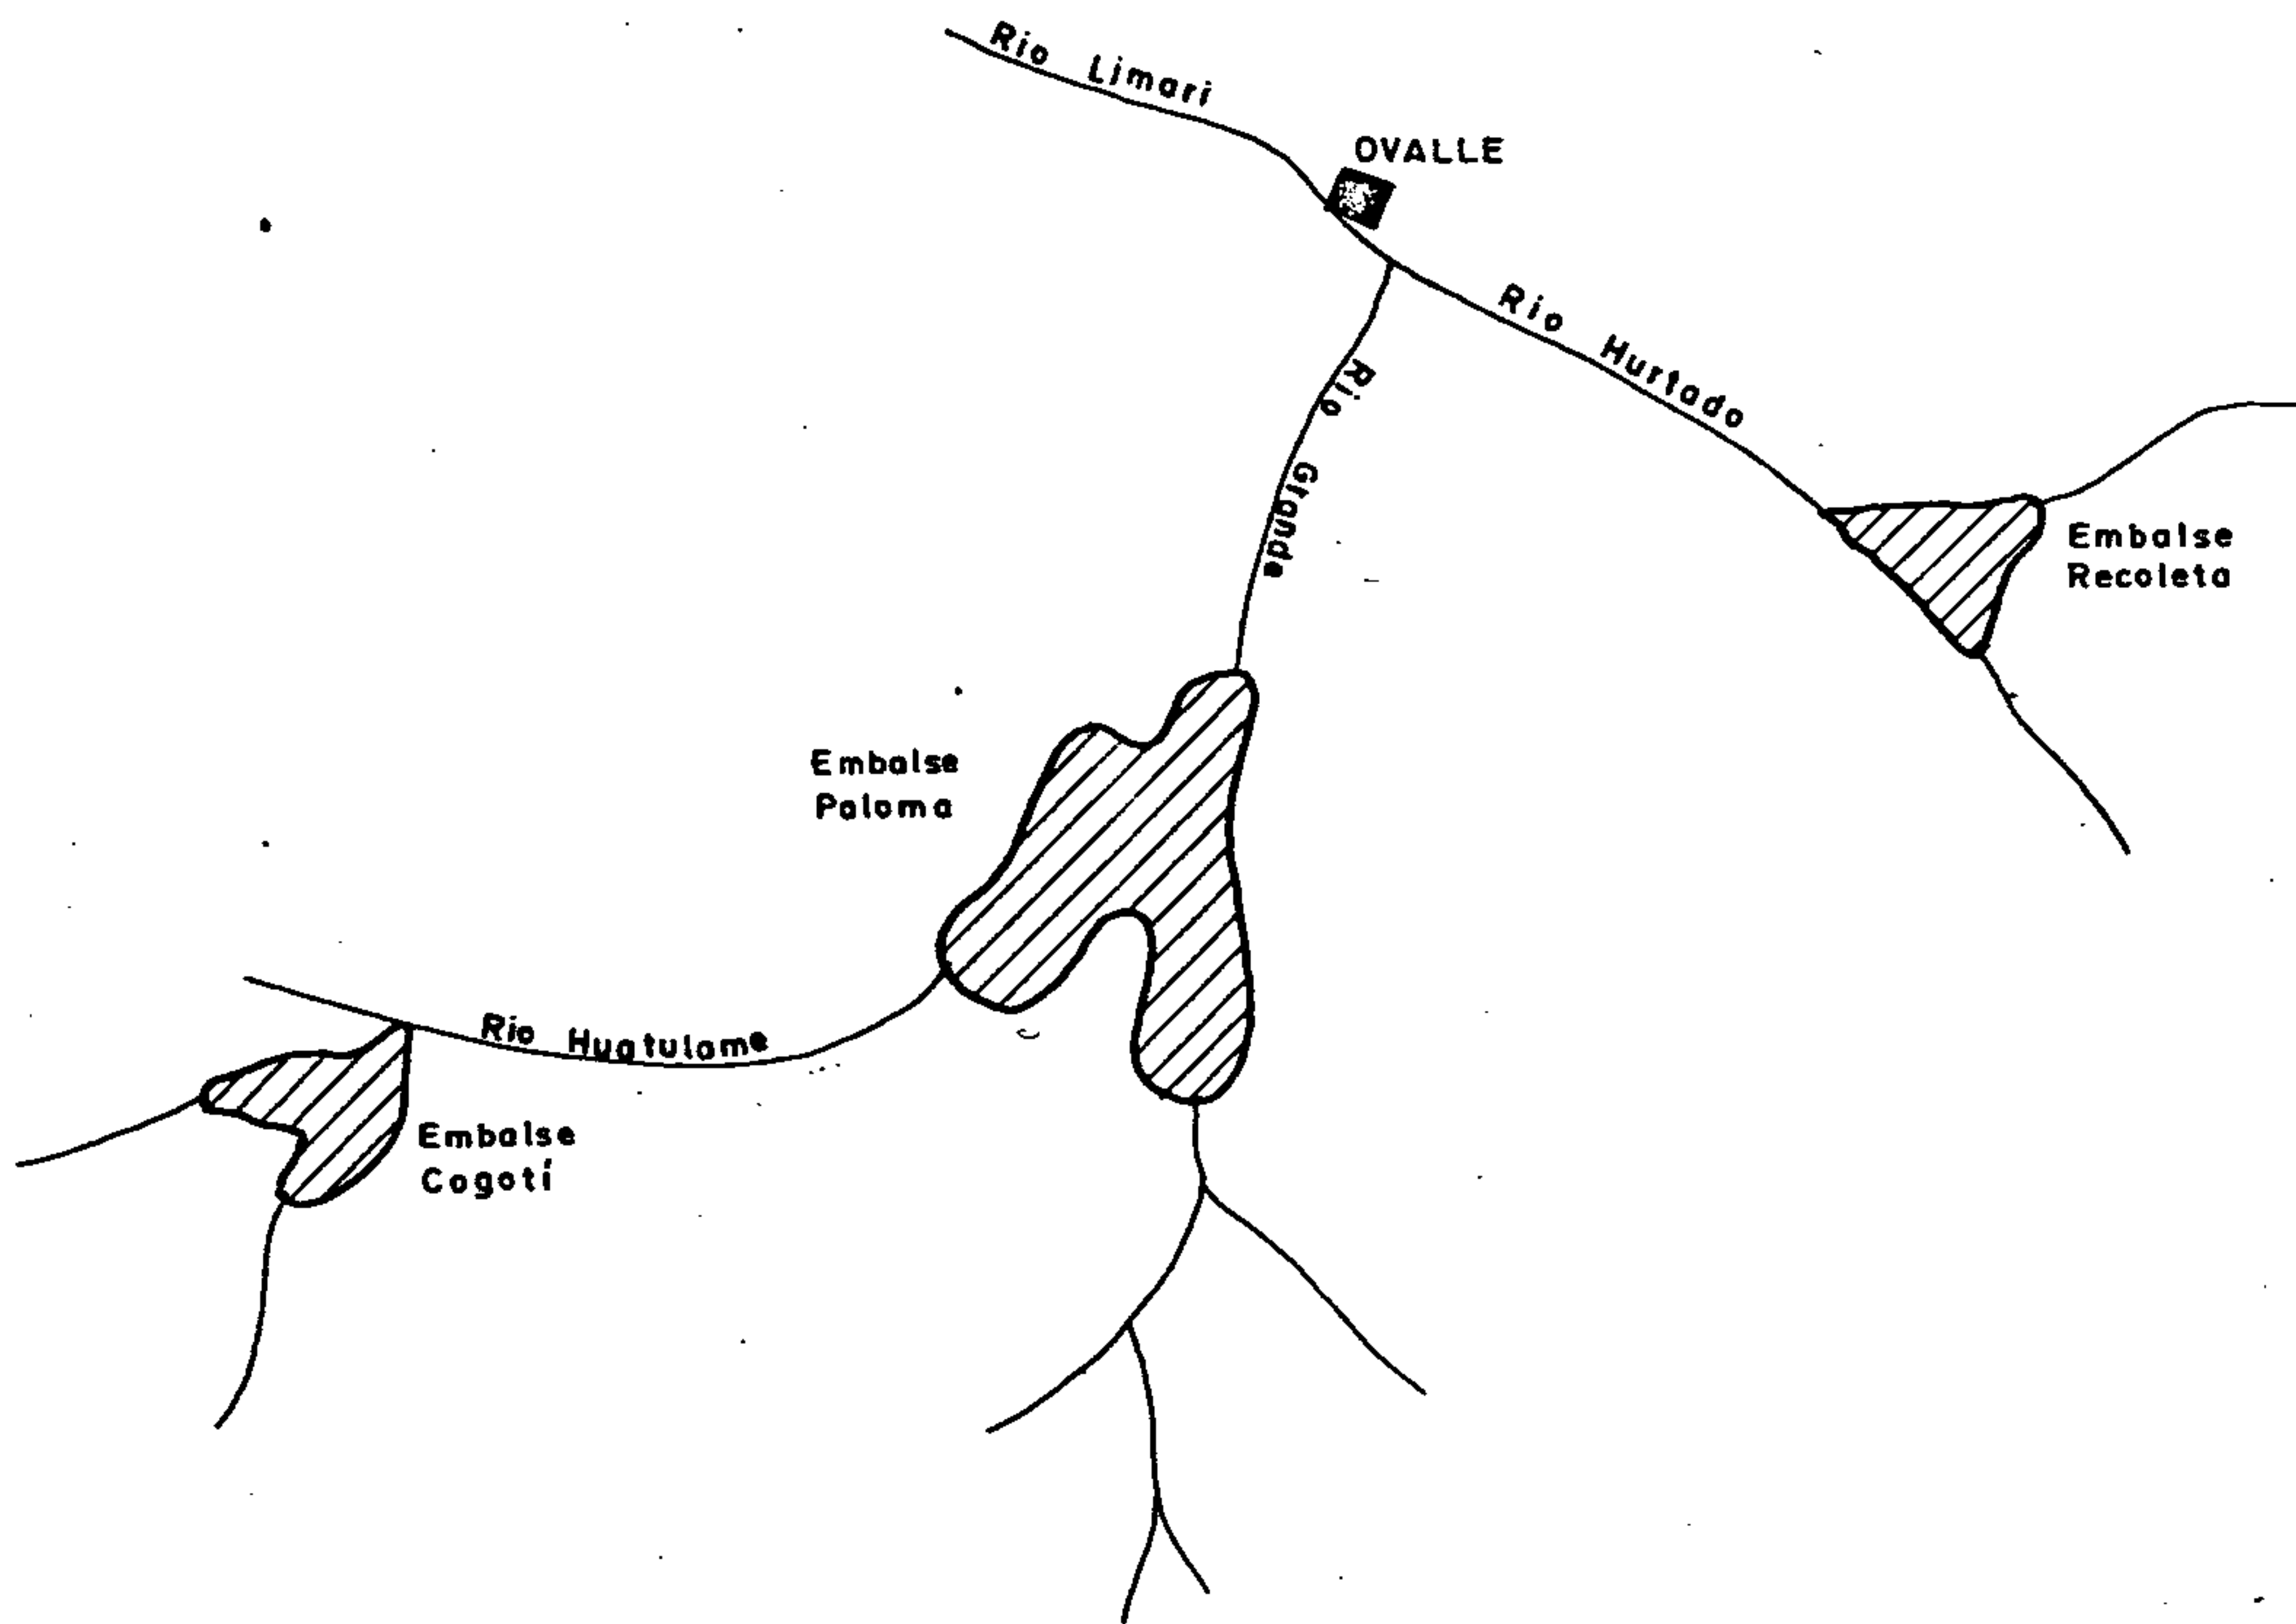 Rio Limari
OVALLE
Rio Hurtado
Rio Grande
Embalse
Recoleta
Embalse
Paloma
Rio Huatulame
Embalse
Cogotí